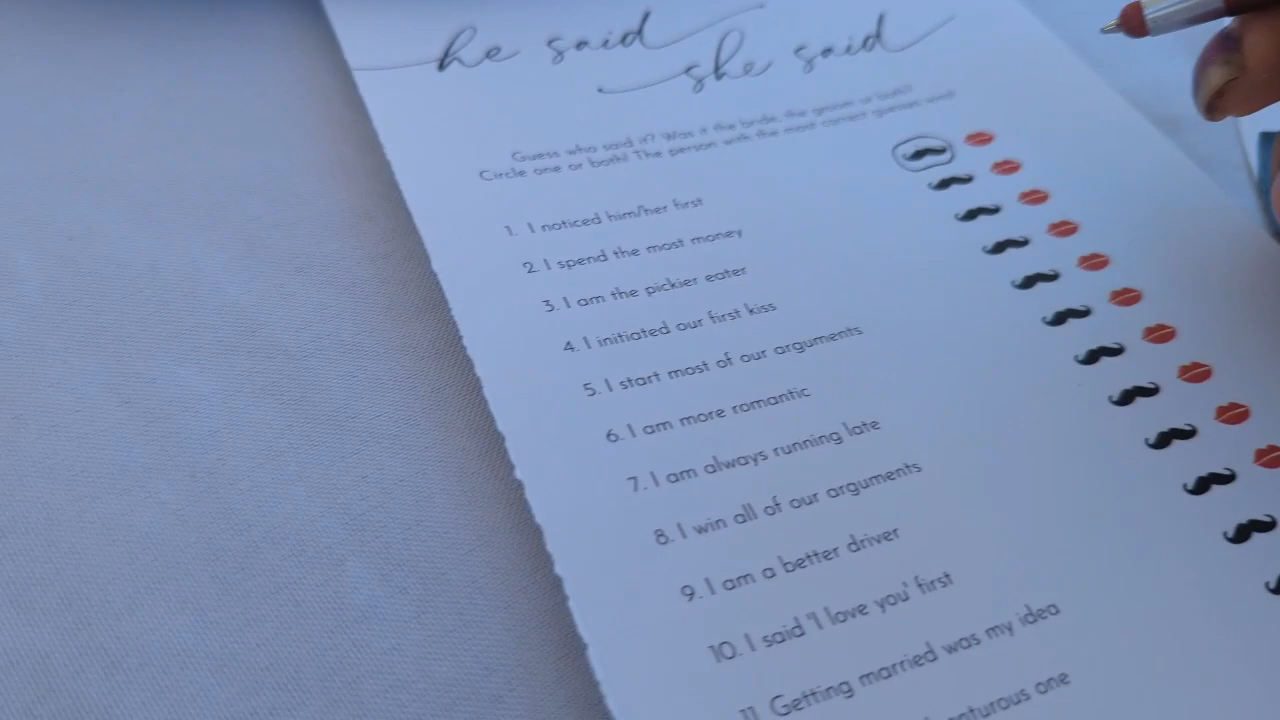 he said
she said
Guess who said it? Was it the bride, the groom or both?
Circle one or both! The person with the most correct guesses wins!
1. I noticed him/her first
2. I spend the most money
3. I am the pickier eater
4. I initiated our first kiss
5. I start most of our arguments
6. I am more romantic
7. I am always running late
8. I win all of our arguments
9. I am a better driver
10. I said 'I love you' first
11. Getting married was my idea
one